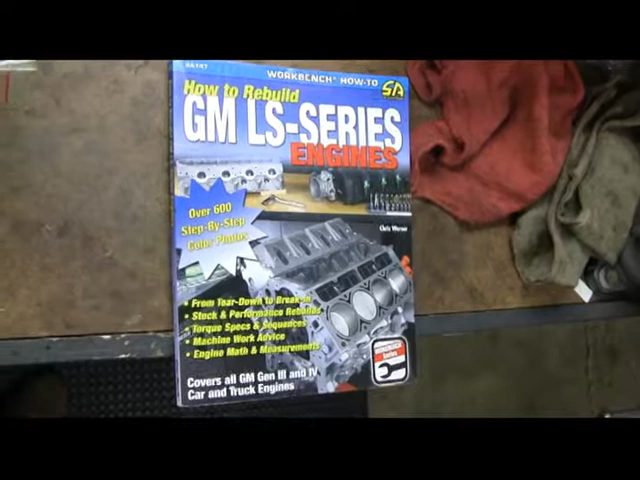 SA147
WORKBENCH® HOW-TO
SA
How to Rebuild
GM LS-SERIES
ENGINES
Over 600
Step-By-Step
Color Photos
Chris Werner
• From Tear-Down to Break-In
• Stock & Performance Rebuilds
• Torque Specs & Sequences
• Machine Work Advice
• Engine Math & Measurements
WORKBENCH
Series
Covers all GM Gen III and IV
Car and Truck Engines